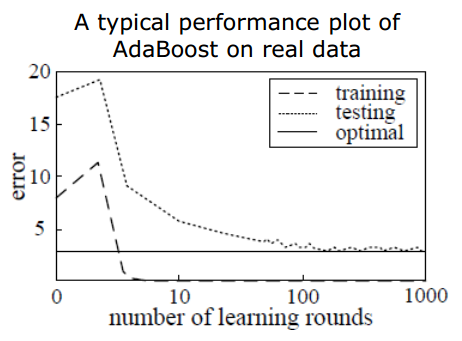 A typical performance plot of
AdaBoost on real data
20
15
10
5
error
training
testing
optimal
0 10 100 1000
number of learning rounds